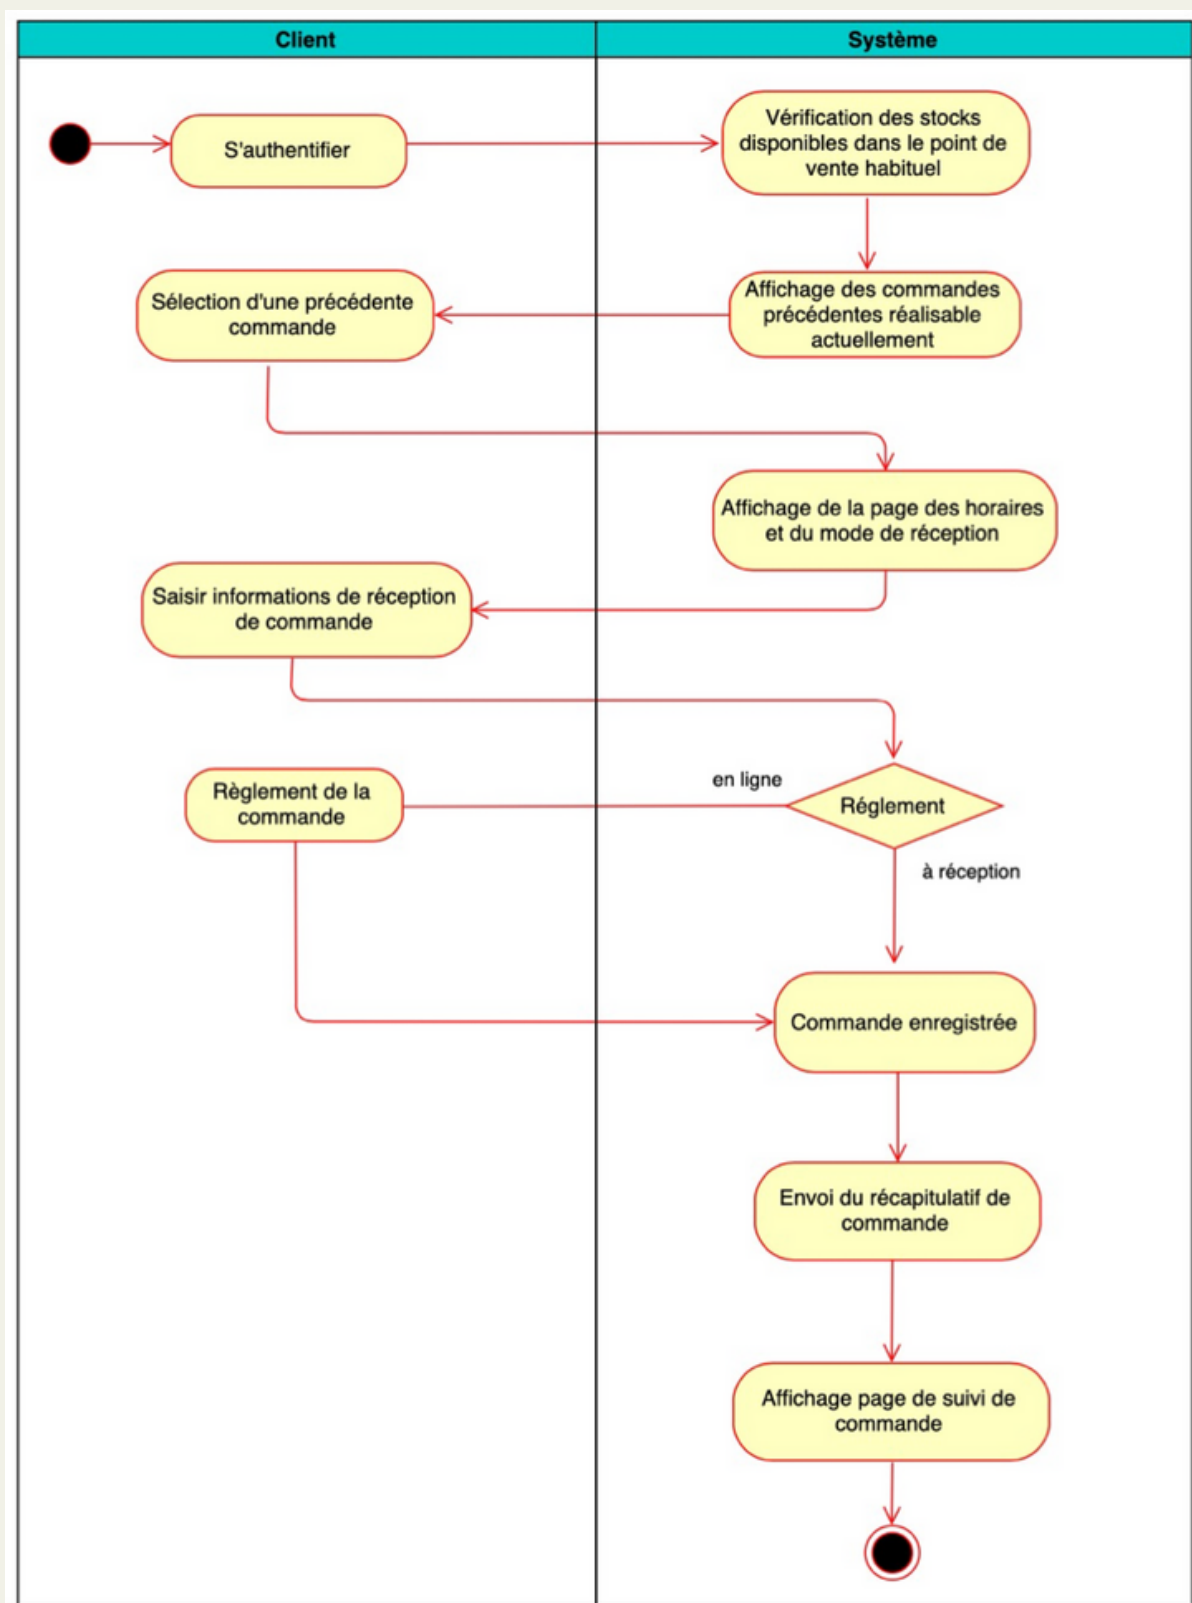 Client
Système
S'authentifier
Vérification des stocks
disponibles dans le point de
vente habituel
Affichage des commandes
précédentes réalisable
actuellement
Sélection d'une précédente
commande
Affichage de la page des horaires
et du mode de réception
Saisir informations de réception
de commande
Réglement
en ligne
à réception
Règlement de la
commande
Commande enregistrée
Envoi du récapitulatif de
commande
Affichage page de suivi de
commande